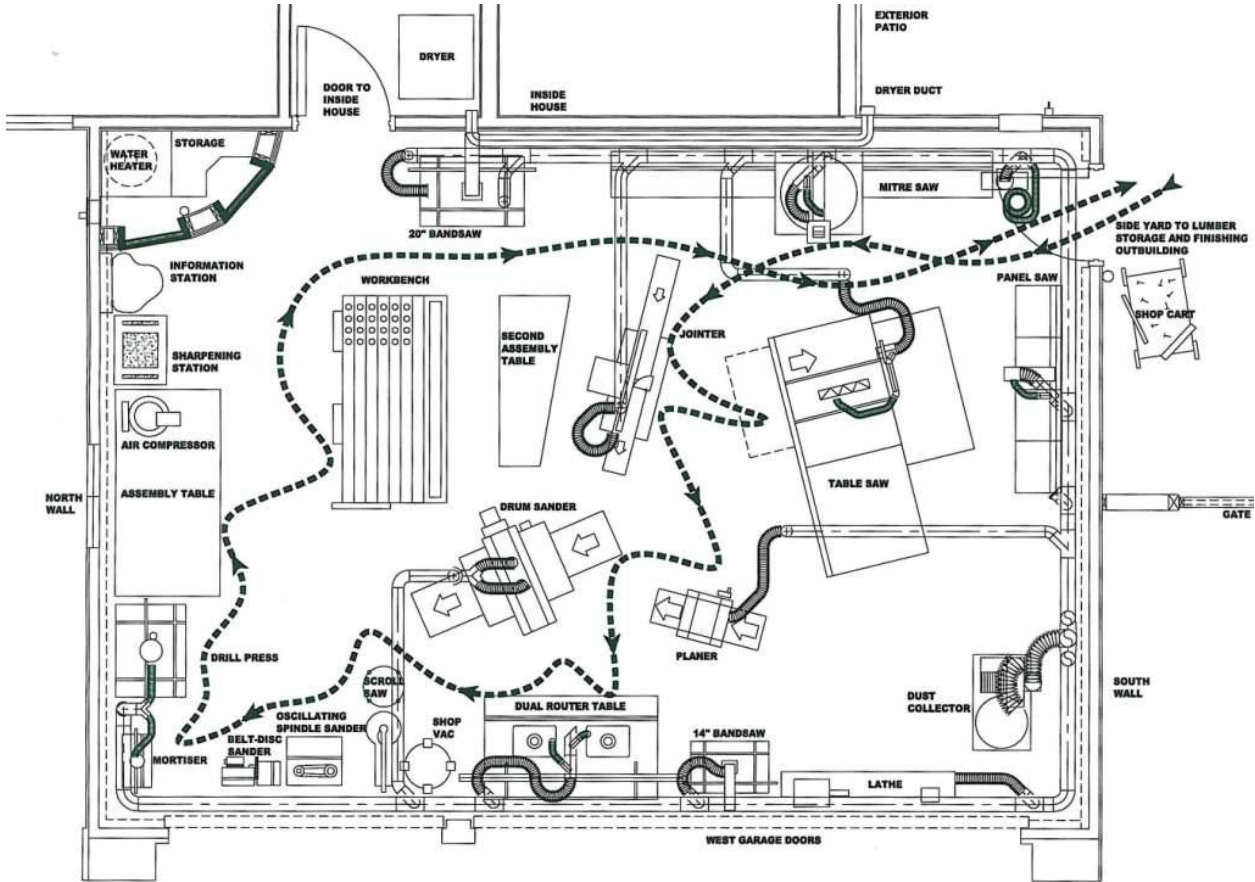 EXTERIOR
PATIO
DRYER
DOOR TO
INSIDE
HOUSE
INSIDE
HOUSE
DRYER DUCT
STORAGE
WATER
HEATER
MITRE SAW
20" BANDSAW
SIDE YARD TO LUMBER
STORAGE AND FINISHING
OUTBUILDING
INFORMATION
STATION
WORKBENCH
PANEL SAW
SHOP CART
SECOND
ASSEMBLY
TABLE
JOINTER
SHARPENING
STATION
AIR COMPRESSOR
ASSEMBLY TABLE
TABLE SAW
NORTH
WALL
DRUM SANDER
GATE
DRILL PRESS
PLANER
SCROLL
SAW
SOUTH
WALL
DUST
COLLECTOR
DUAL ROUTER TABLE
OSCILLATING
SPINDLE SANDER
SHOP
VAC
BELT-DISC
SANDER
14" BANDSAW
MORTISER
LATHE
WEST GARAGE DOORS